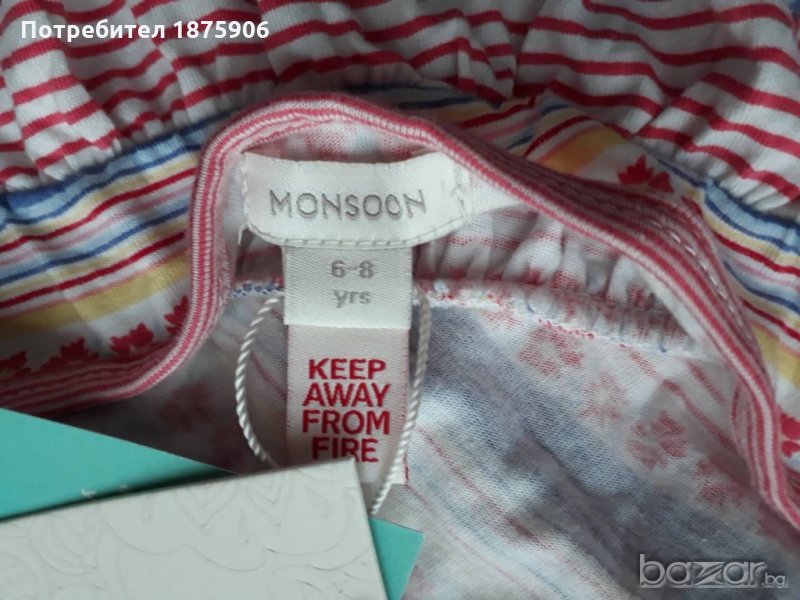 Потребител 1875906
MONSOON
6-8
yrs
KEEP
AWAY
FROM
FIRE
bazar.bg